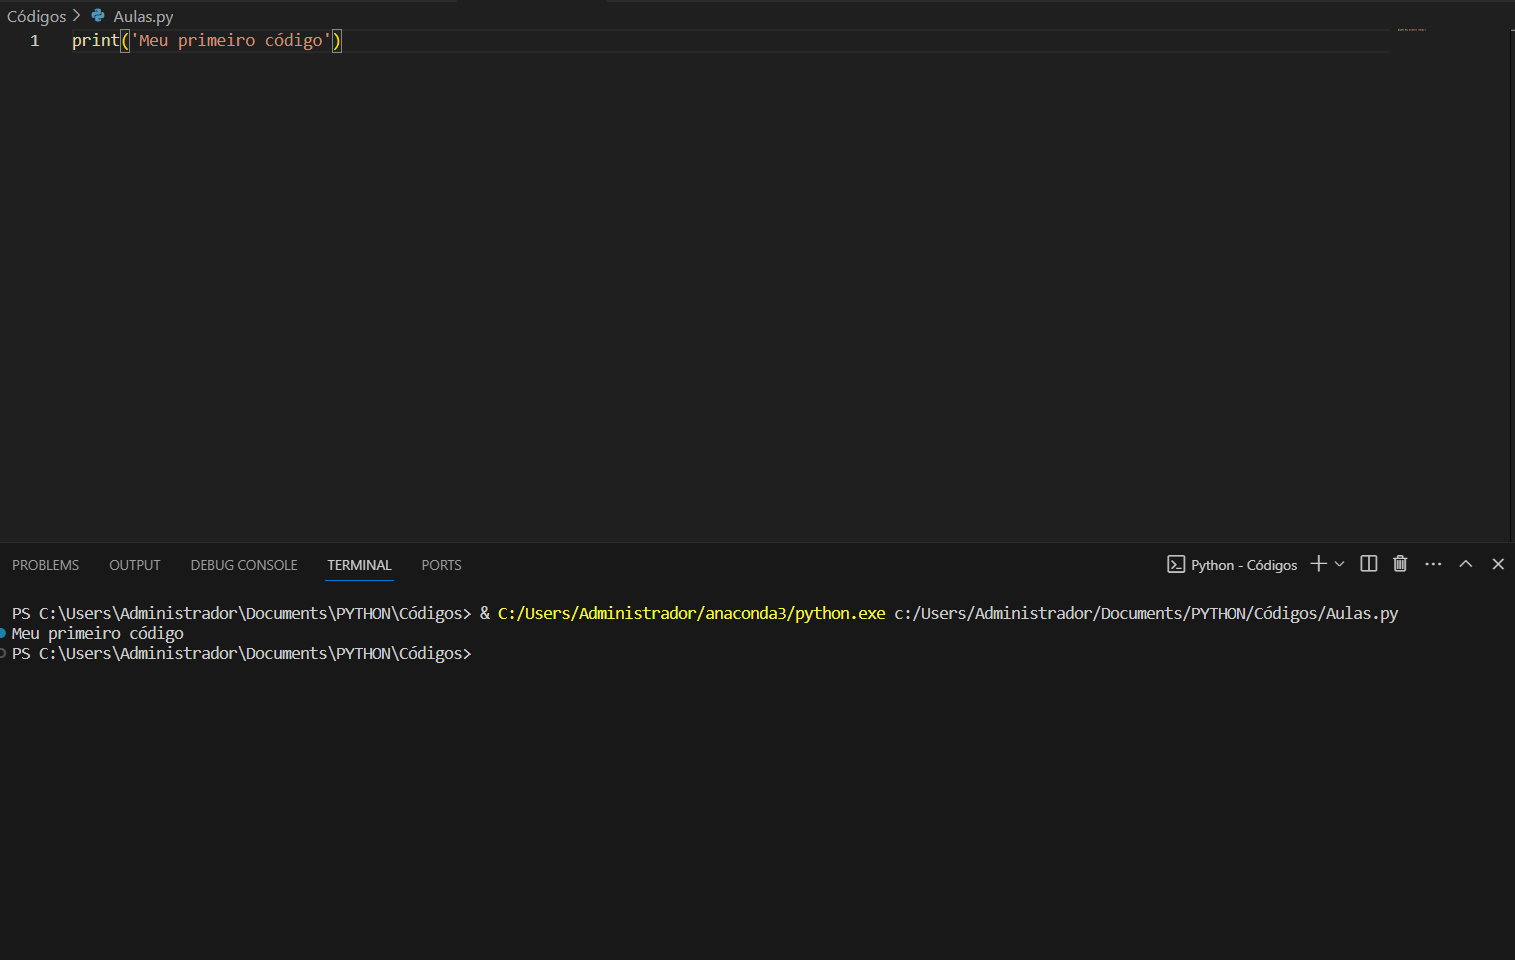 Códigos > Aulas.py
1 print('Meu primeiro código')
PROBLEMS OUTPUT DEBUG CONSOLE TERMINAL PORTS Python - Códigos
PS C:\Users\Administrador\Documents\PYTHON\Códigos> & C:/Users/Administrador/anaconda3/python.exe c:/Users/Administrador/Documents/PYTHON/Códigos/Aulas.py
Meu primeiro código
PS C:\Users\Administrador\Documents\PYTHON\Códigos>